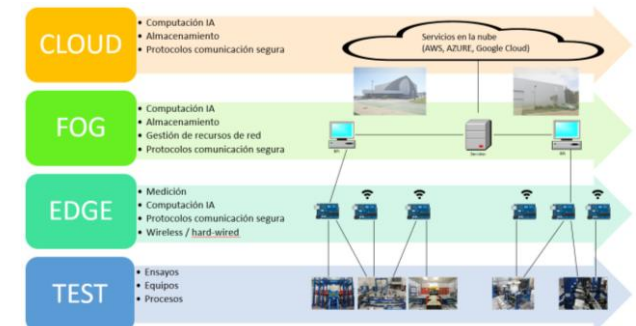 CLOUD
• Computación IA
• Almacenamiento
• Protocolos comunicación segura
Servicios en la nube
(AWS, AZURE, Google Cloud)
FOG
• Computación IA
• Almacenamiento
• Gestión de recursos de red
• Protocolos comunicación segura
Servidor
EDGE
• Medición
• Computación IA
• Protocolos comunicación segura
• Wireless / hard-wired
TEST
• Ensayos
• Equipos
• Procesos